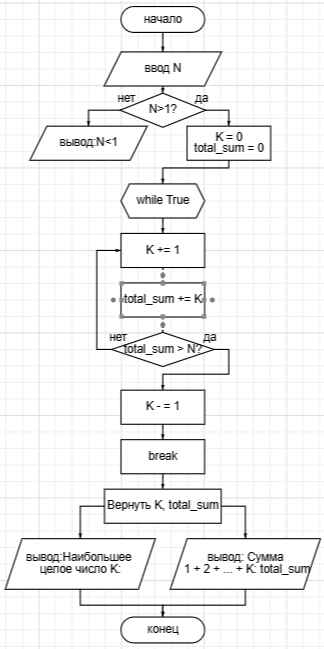 начало
ввод N
нет
да
N>1?
вывод:N<1
K = 0
total_sum = 0
while True
K += 1
total_sum += K
нет
да
total_sum > N?
K - = 1
break
Вернуть K, total_sum
вывод:Наибольшее
целое число K:
вывод: Сумма
1 + 2 + ... + K: total_sum
конец